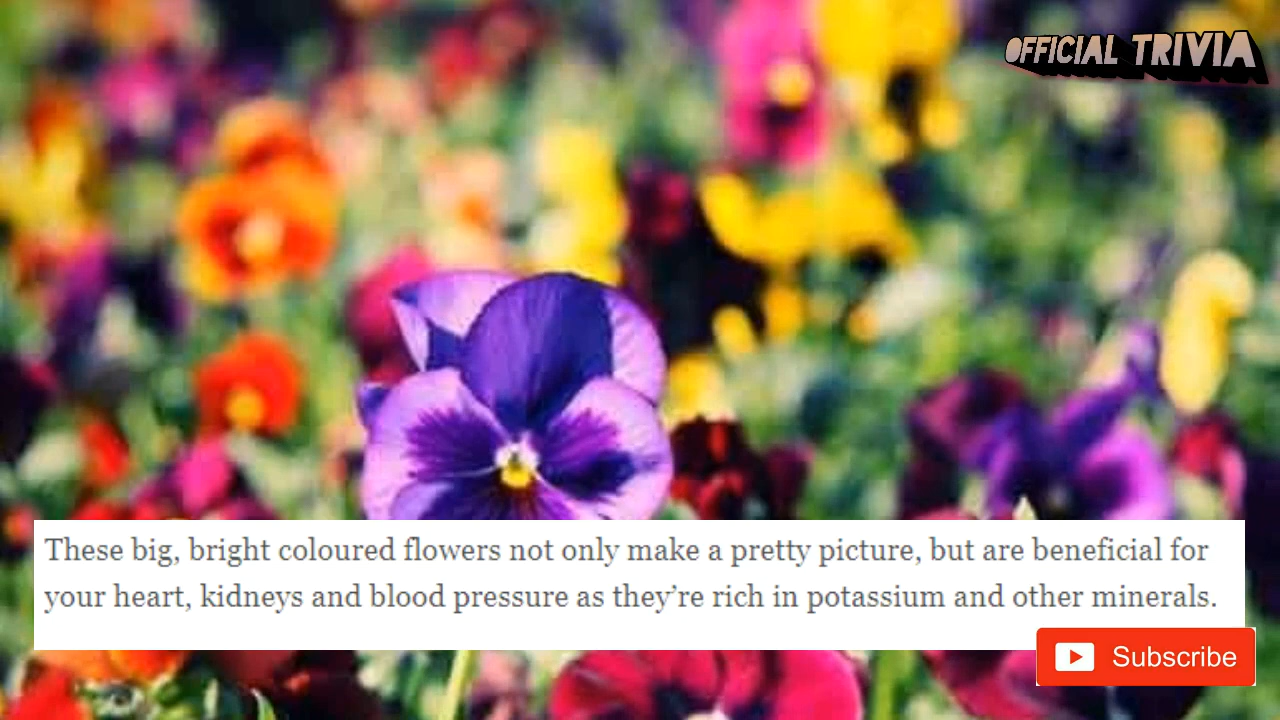 OFFICIAL TRIVIA
These big, bright coloured flowers not only make a pretty picture, but are beneficial for
your heart, kidneys and blood pressure as they’re rich in potassium and other minerals.
Subscribe